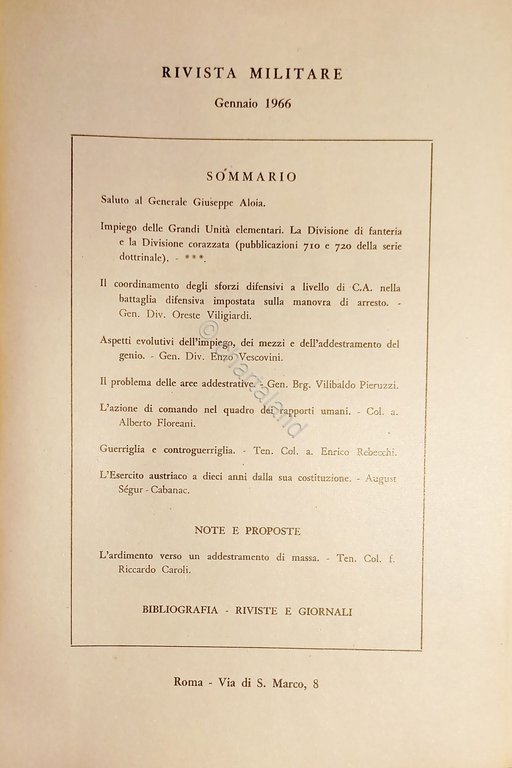 RIVISTA MILITARE
Gennaio 1966
SOMMARIO
Saluto al Generale Giuseppe Aloia.
Impiego delle Grandi Unità elementari. La Divisione di fanteria
e la Divisione corazzata (pubblicazioni 710 e 720 della serie
dottrinale). - ***.
Il coordinamento degli sforzi difensivi a livello di C.A. nella
battaglia difensiva impostata sulla manovra di arresto. -
Gen. Div. Oreste Viligiardi.
Aspetti evolutivi dell'impiego, dei mezzi e dell'addestramento del
genio. - Gen. Div. Enzo Vescovini.
Il problema delle aree addestrative. - Gen. Brg. Vilibaldo Pieruzzi.
L'azione di comando nel quadro dei rapporti umani. - Col. a.
Alberto Floreani.
Guerriglia e controguerriglia. - Ten. Col. a. Enrico Rebecchi.
L'Esercito austriaco a dieci anni dalla sua costituzione. - August
Ségur - Cabanac.
NOTE E PROPOSTE
L'ardimento verso un addestramento di massa. - Ten. Col. f.
Riccardo Caroli.
BIBLIOGRAFIA - RIVISTE E GIORNALI
Roma - Via di S. Marco, 8